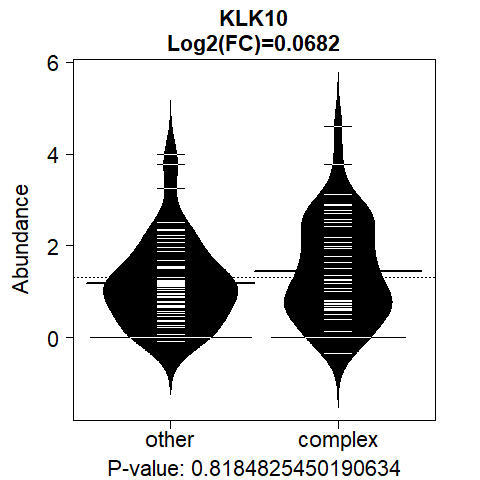 KLK10
Log2(FC)=0.0682
Abundance
6
4
2
0
other complex
P-value: 0.8184825450190634